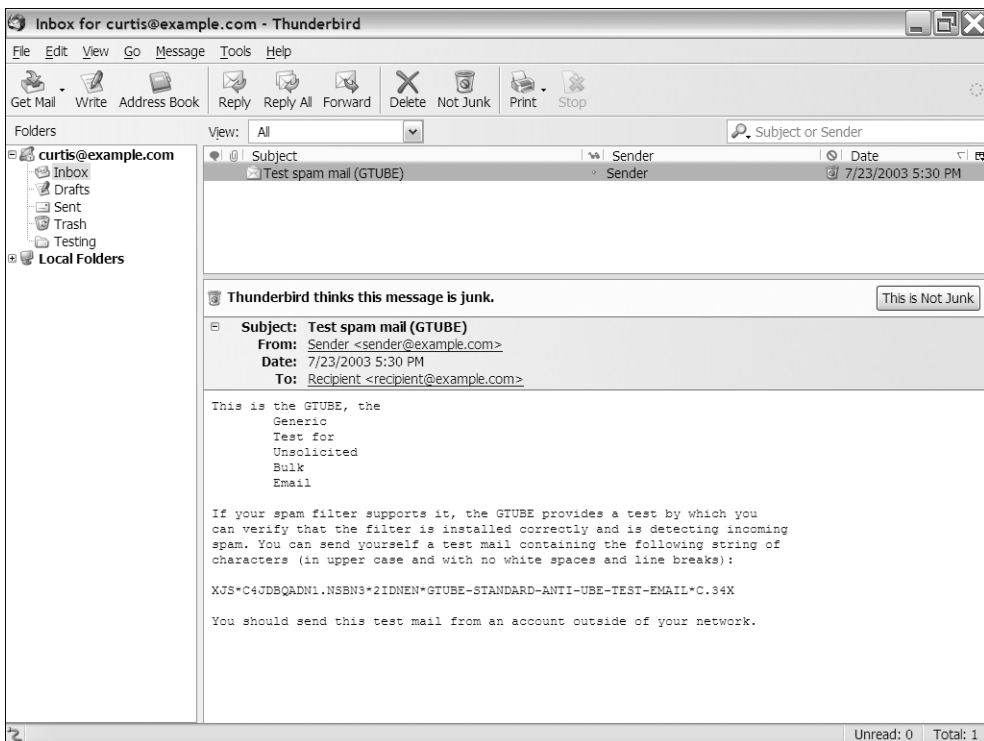 Inbox for curtis@example.com - Thunderbird
File Edit View Go Message Tools Help
Get Mail Write Address Book Reply Reply All Forward Delete Not Junk Print Stop
Folders View: All Subject or Sender
curtis@example.com Subject Sender Date
Inbox Test spam mail (GTUBE) Sender 7/23/2003 5:30 PM
Drafts
Sent
Trash
Testing
Local Folders
Thunderbird thinks this message is junk. This is Not Junk
Subject: Test spam mail (GTUBE)
From: Sender <sender@example.com>
Date: 7/23/2003 5:30 PM
To: Recipient <recipient@example.com>
This is the GTUBE, the
Generic
Test for
Unsolicited
Bulk
Email
If your spam filter supports it, the GTUBE provides a test by which you
can verify that the filter is installed correctly and is detecting incoming
spam. You can send yourself a test mail containing the following string of
characters (in upper case and with no white spaces and line breaks):
XJS*C4JDBQADN1.NSBN3*2IDNEN*GTUBE-STANDARD-ANTI-UBE-TEST-EMAIL*C.34X
You should send this test mail from an account outside of your network.
Unread: 0 Total: 1